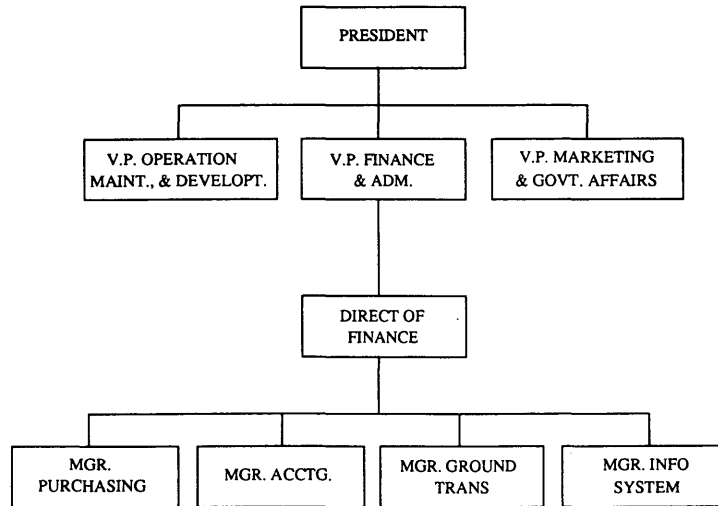 PRESIDENT
V.P. OPERATION
MAINT., & DEVELOPT.
V.P. FINANCE
& ADM.
V.P. MARKETING
& GOVT. AFFAIRS
DIRECT OF
FINANCE
MGR.
PURCHASING
MGR. ACCTG.
MGR. GROUND
TRANS
MGR. INFO
SYSTEM